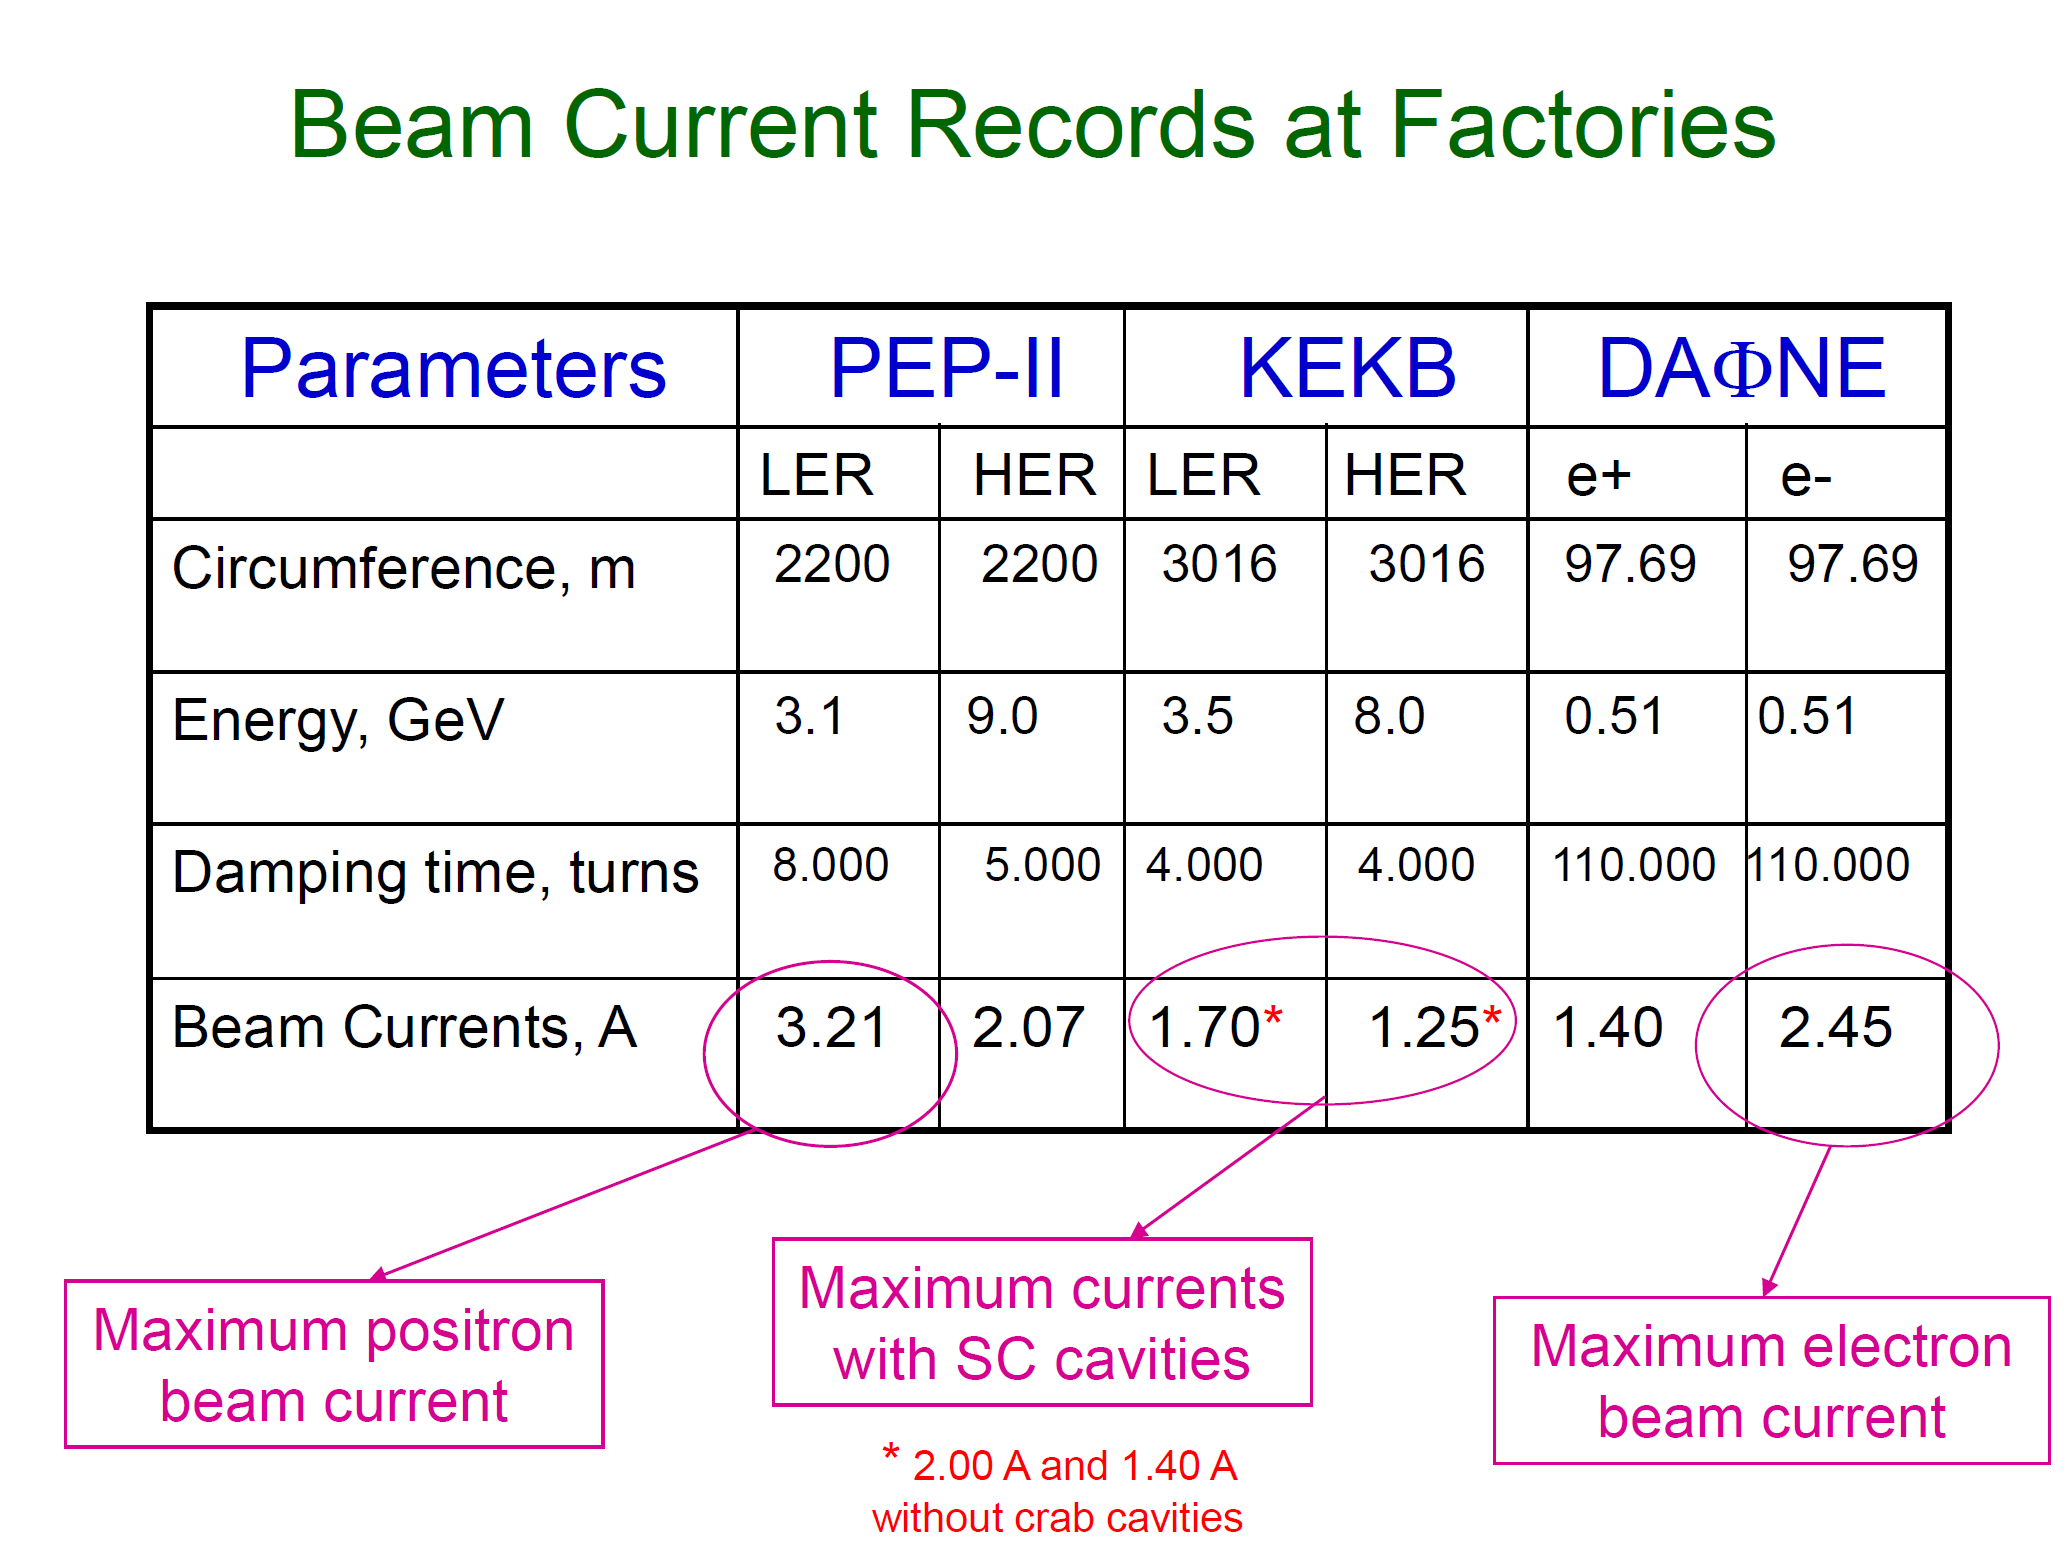 Beam Current Records at Factories
Parameters PEP-II KEKB DAΦNE
LER HER LER HER e+ e-
Circumference, m 2200 2200 3016 3016 97.69 97.69
Energy, GeV 3.1 9.0 3.5 8.0 0.51 0.51
Damping time, turns 8.000 5.000 4.000 4.000 110.000 110.000
Beam Currents, A 3.21 2.07 1.70* 1.25* 1.40 2.45
Maximum positron
beam current
Maximum currents
with SC cavities
Maximum electron
beam current
* 2.00 A and 1.40 A
without crab cavities